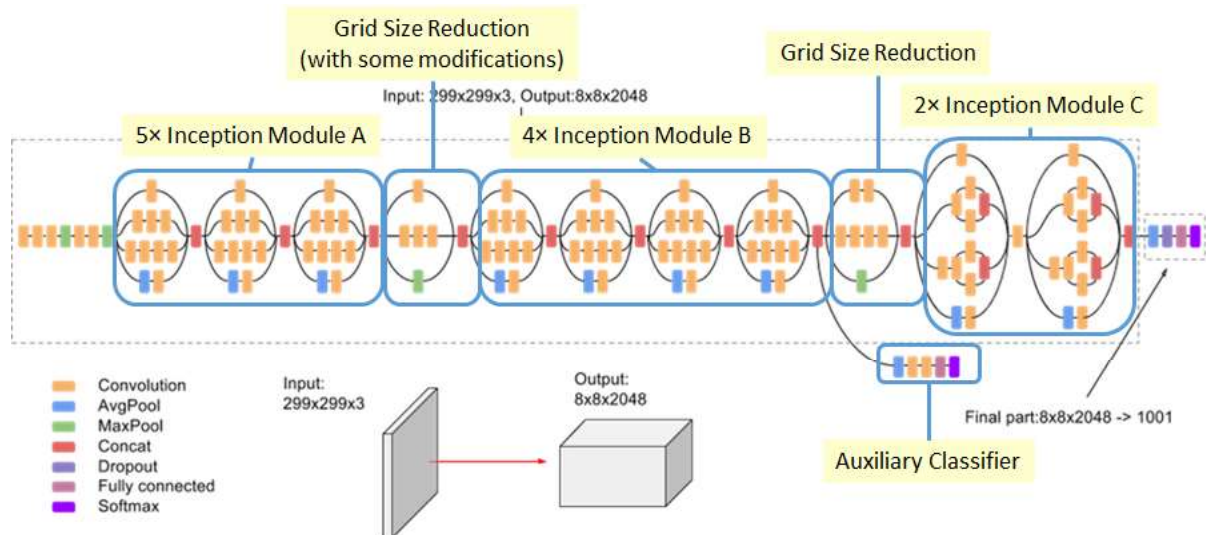 Grid Size Reduction
(with some modifications)
Grid Size Reduction
Input: 299x299x3, Output:8x8x2048
5× Inception Module A
4× Inception Module B
2× Inception Module C
Convolution
AvgPool
MaxPool
Concat
Dropout
Fully connected
Softmax
Input:
299x299x3
Output:
8x8x2048
Final part:8x8x2048 -> 1001
Auxiliary Classifier